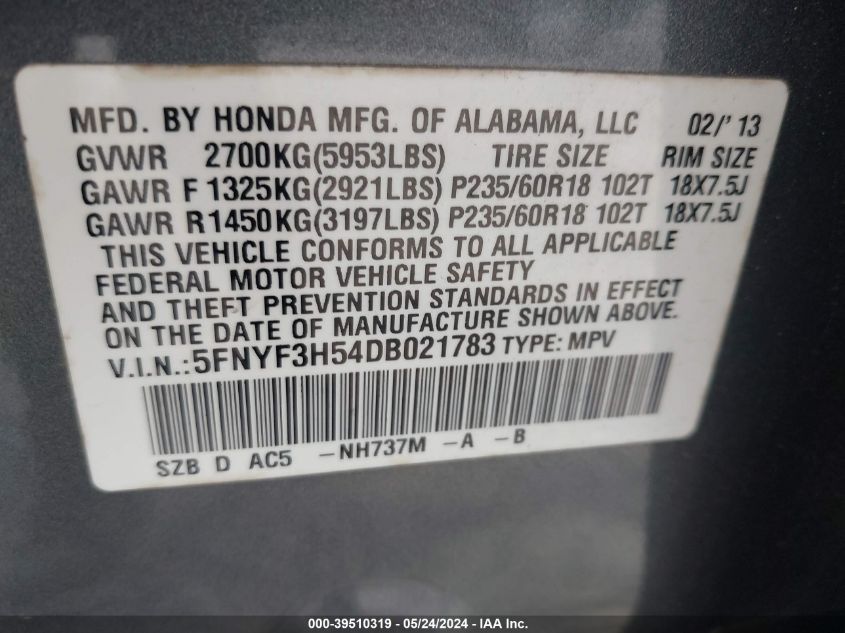 MFD. BY HONDA MFG. OF ALABAMA, LLC 02/'13
GVWR 2700KG(5953LBS) TIRE SIZE RIM SIZE
GAWR F 1325KG(2921LBS) P235/60R18 102T 18X7.5J
GAWR R 1450KG(3197LBS) P235/60R18 102T 18X7.5J
THIS VEHICLE CONFORMS TO ALL APPLICABLE
FEDERAL MOTOR VEHICLE SAFETY
AND THEFT PREVENTION STANDARDS IN EFFECT
ON THE DATE OF MANUFACTURE SHOWN ABOVE.
V.I.N.:5FNYF3H54DB021783 TYPE: MPV
SZB D AC5 -NH737M -A -B
000-39510319 - 05/24/2024 - IAA Inc.